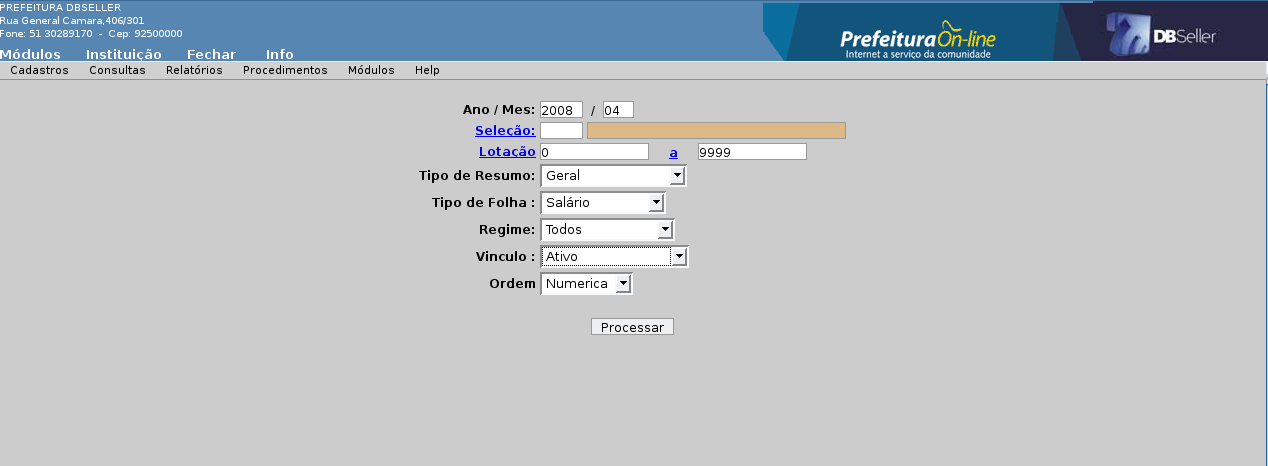 PREFEITURA DBSELLER
Rua General Camara,406/301
Fone: 51 30289170 - Cep: 92500000
Módulos Instituição Fechar Info
Prefeitura On-line
Internet a serviço da comunidade
DBSeller
Cadastros Consultas Relatórios Procedimentos Módulos Help
Ano / Mes: 2008 / 04
Seleção:
Lotação 0 a 9999
Tipo de Resumo: Geral
Tipo de Folha : Salário
Regime: Todos
Vinculo : Ativo
Ordem Numerica
Processar